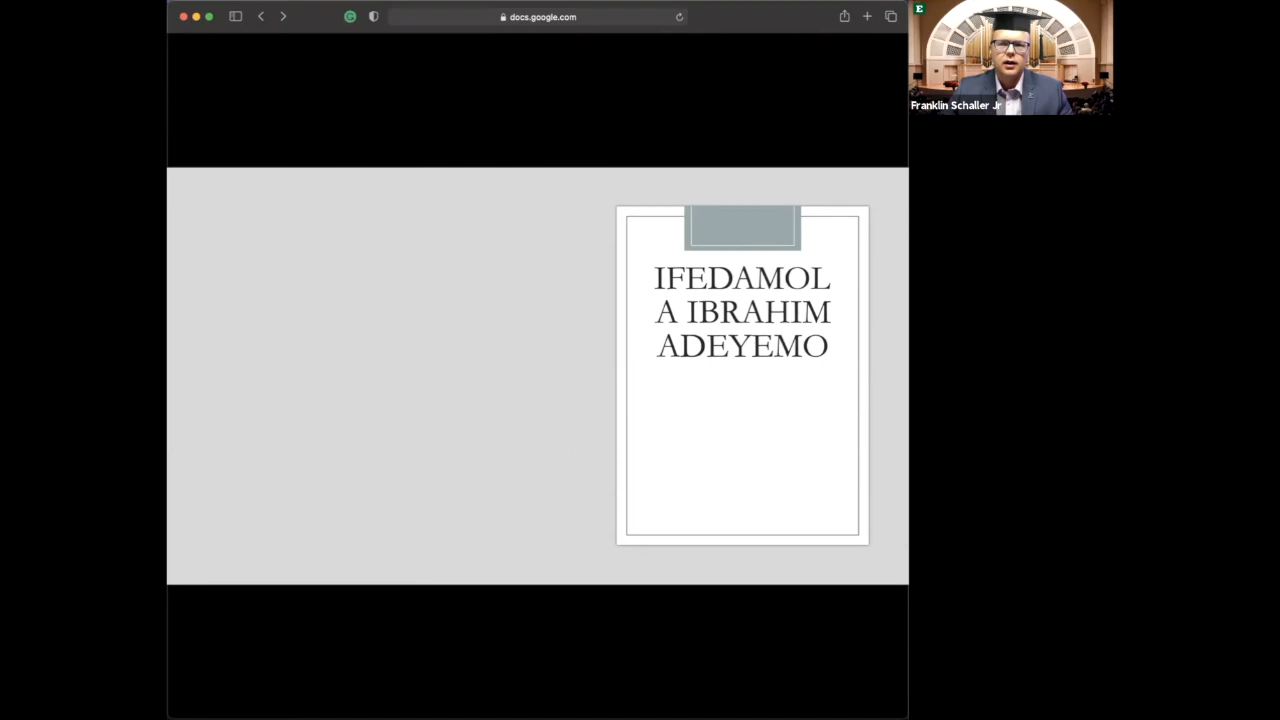 docs.google.com
E
Franklin Schaller Jr
IFEDAMOL
A IBRAHIM
ADEYEMO